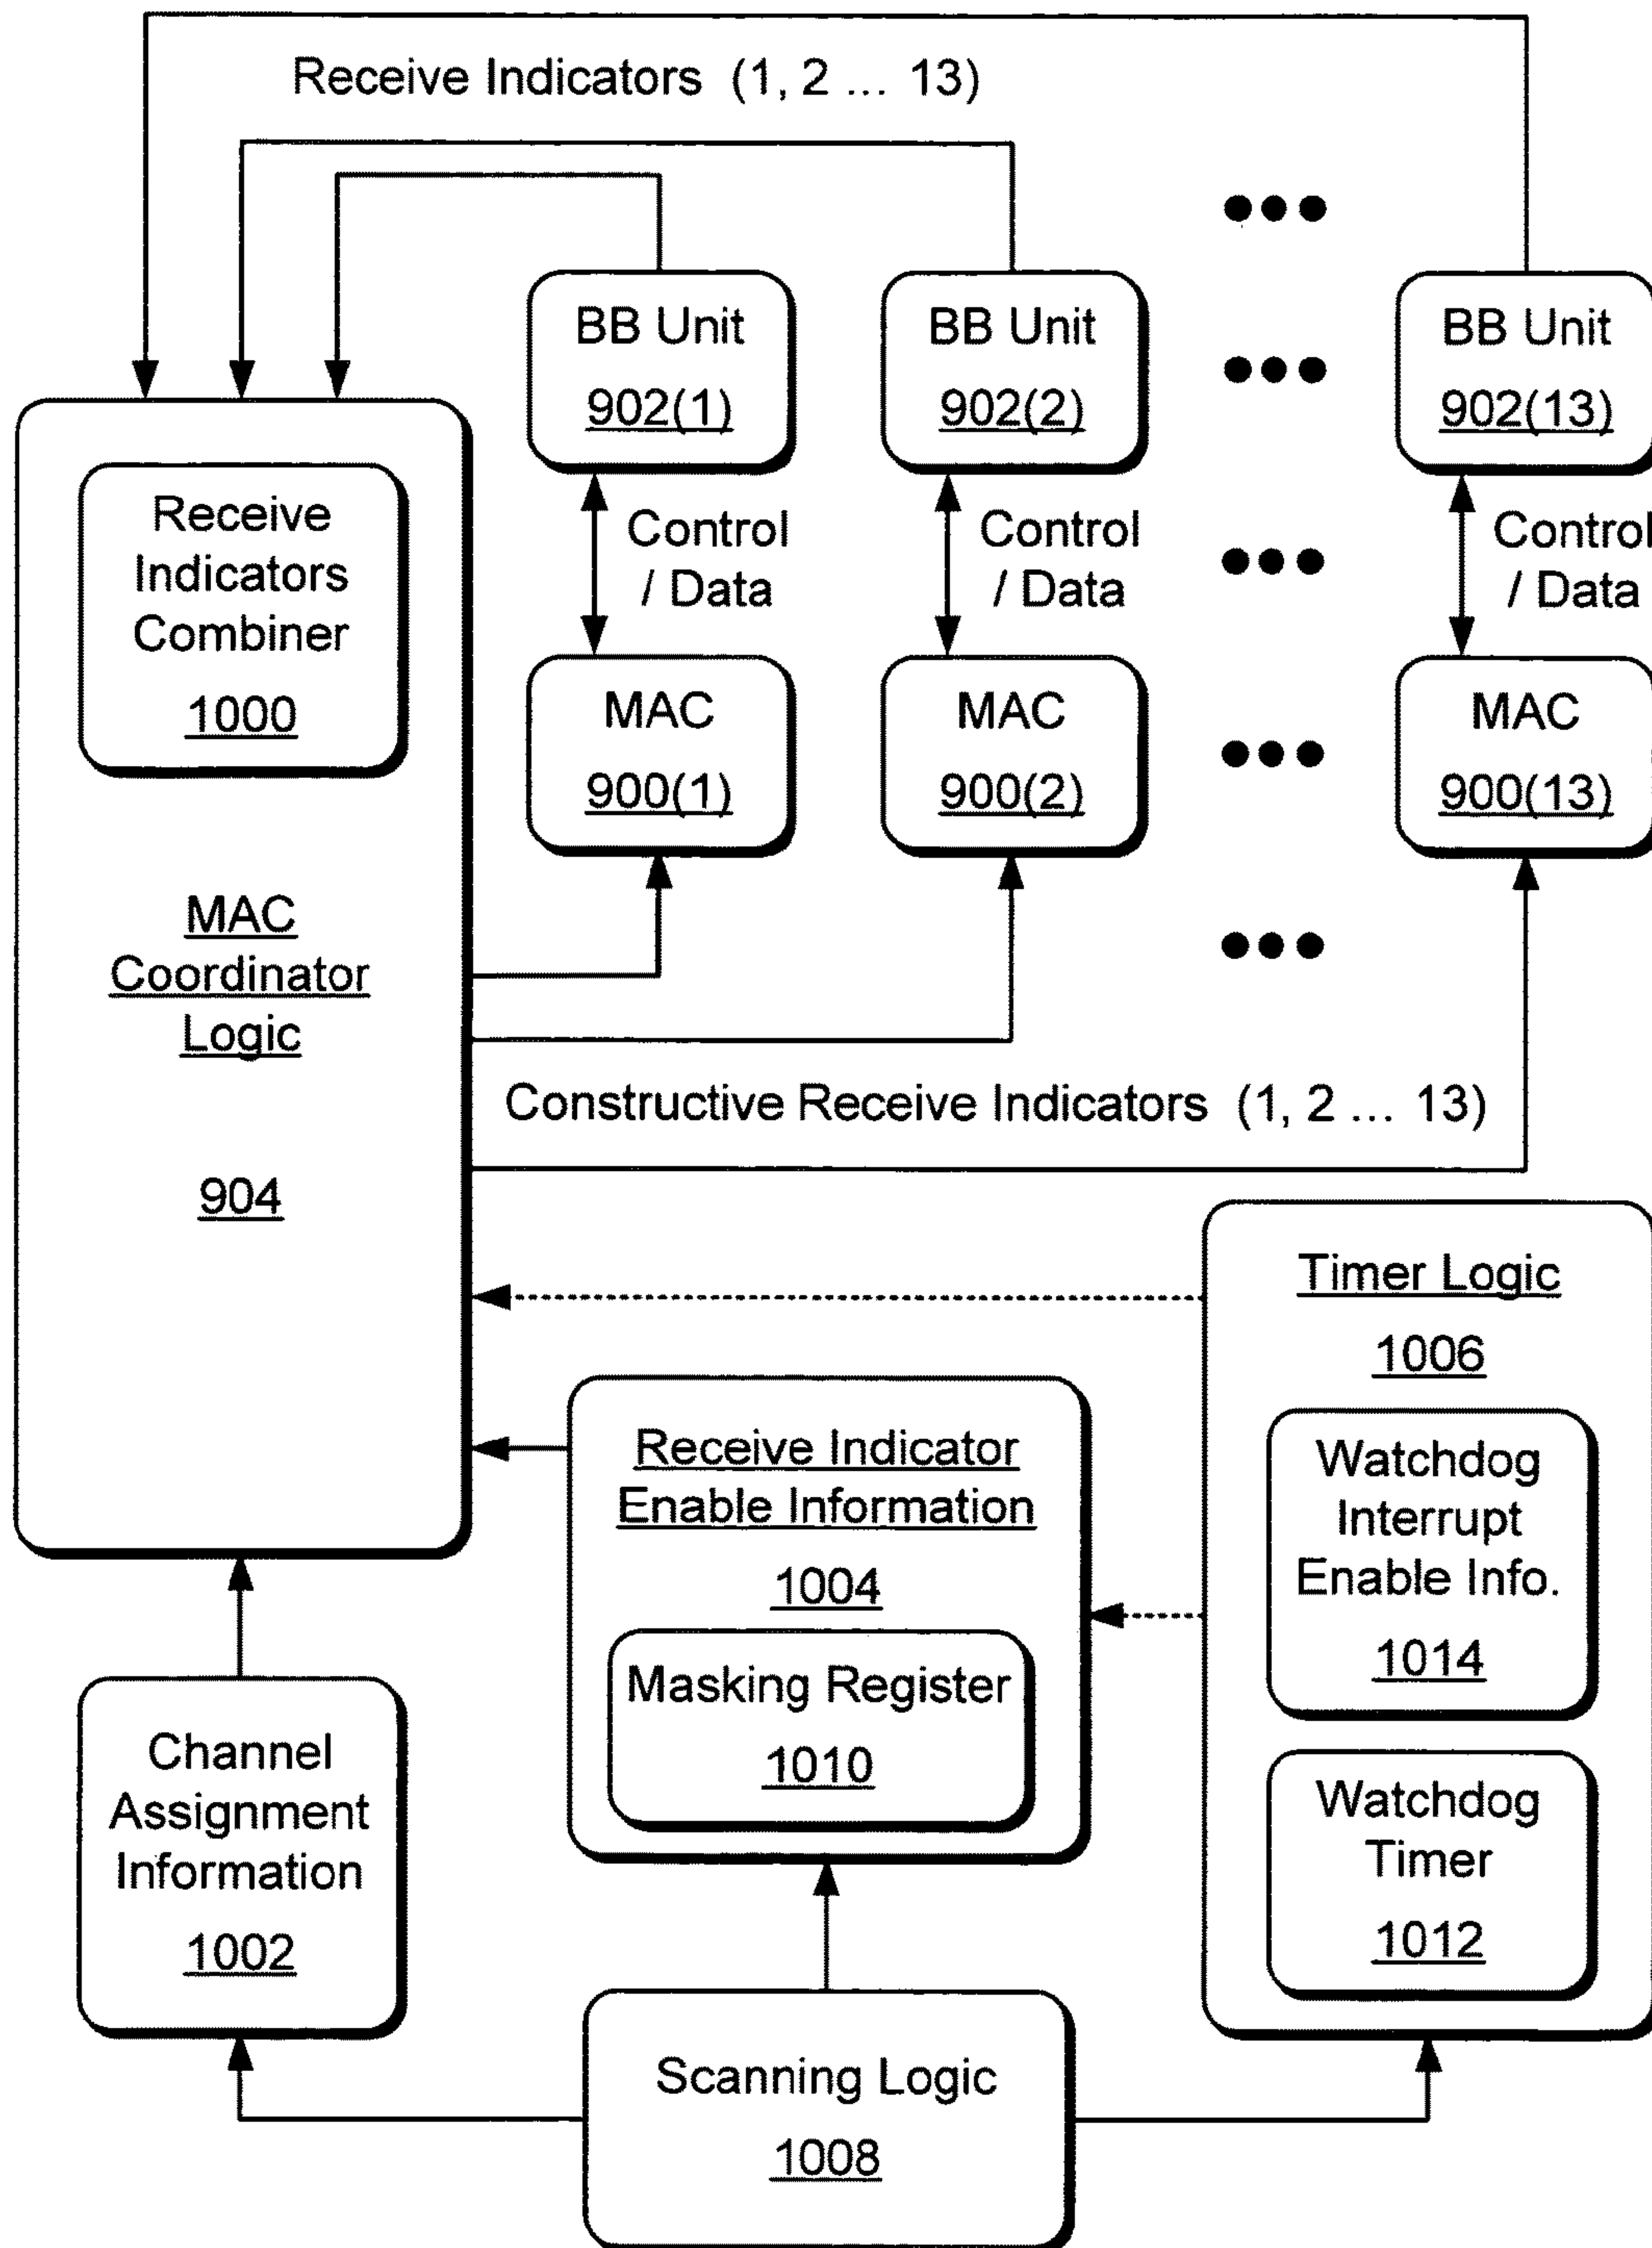 Receive Indicators (1, 2 ... 13)
BB Unit
902(1)
BB Unit
902(2)
BB Unit
902(13)
Control
/ Data
Control
/ Data
Control
/ Data
MAC
900(1)
MAC
900(2)
MAC
900(13)
Receive
Indicators
Combiner
1000
MAC
Coordinator
Logic
904
Constructive Receive Indicators (1, 2 ... 13)
Timer Logic
1006
Watchdog
Interrupt
Enable Info.
1014
Watchdog
Timer
1012
Receive Indicator
Enable Information
1004
Masking Register
1010
Channel
Assignment
Information
1002
Scanning Logic
1008